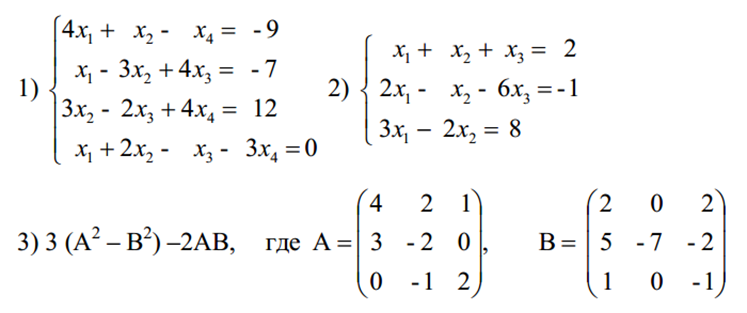 1) { 4x₁ + x₂ - x₄ = -9
x₁ - 3x₂ + 4x₃ = -7
3x₂ - 2x₃ + 4x₄ = 12
x₁ + 2x₂ - x₃ - 3x₄ = 0
2) { x₁ + x₂ + x₃ = 2
2x₁ - x₂ - 6x₃ = -1
3x₁ − 2x₂ = 8
3) 3 (A² – B²) –2AB, где A = (4 2 1; 3 -2 0; 0 -1 2), B = (2 0 2; 5 -7 -2; 1 0 -1)